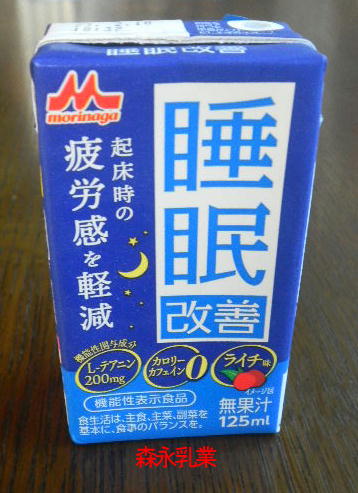 睡眠改善
morinaga
睡眠
改善
起床時の
疲労感を軽減
機能性関与成分
L-テアニン
200mg
カロリー
カフェイン
0
ライチ味
イメージ図
機能性表示食品
無果汁
125ml
食生活は、主食、主菜、副菜を
基本に、食事のバランスを。
森永乳業